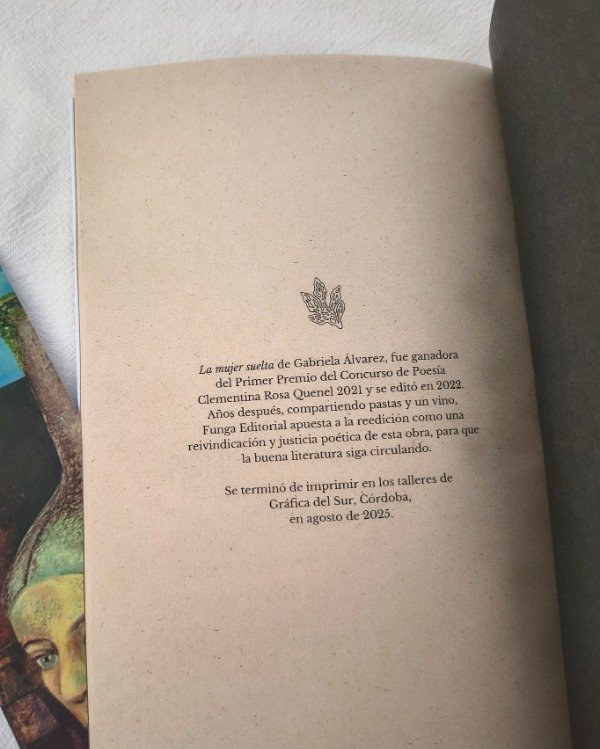 La mujer suelta de Gabriela Álvarez, fue ganadora
del Primer Premio del Concurso de Poesía
Clementina Rosa Quenel 2021 y se editó en 2022.
Años después, compartiendo pastas y un vino,
Funga Editorial apuesta a la reedición como una
reivindicación y justicia poética de esta obra, para que
la buena literatura siga circulando.
Se terminó de imprimir en los talleres de
Gráfica del Sur, Córdoba,
en agosto de 2025.